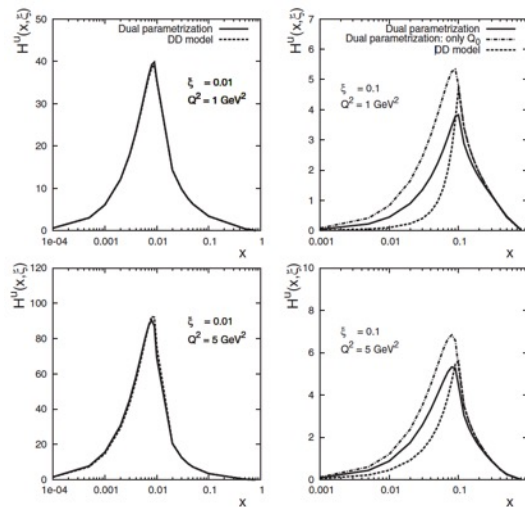 Dual parametrization
DD model
H^u(x,ξ)
50
40
30
20
10
0
ξ = 0.01
Q² = 1 GeV²
1e-04 0.001 0.01 0.1 1
x
Dual parametrization
Dual parametrization: only Q₀
DD model
H^u(x,ξ)
7
6
5
4
3
2
1
0
ξ = 0.1
Q² = 1 GeV²
0.001 0.01 0.1
x
H^u(x,ξ)
120
100
80
60
40
20
0
ξ = 0.01
Q² = 5 GeV²
1e-04 0.001 0.01 0.1 1
x
H^u(x,ξ)
10
8
6
4
2
0
ξ = 0.1
Q² = 5 GeV²
0.001 0.01 0.1
x